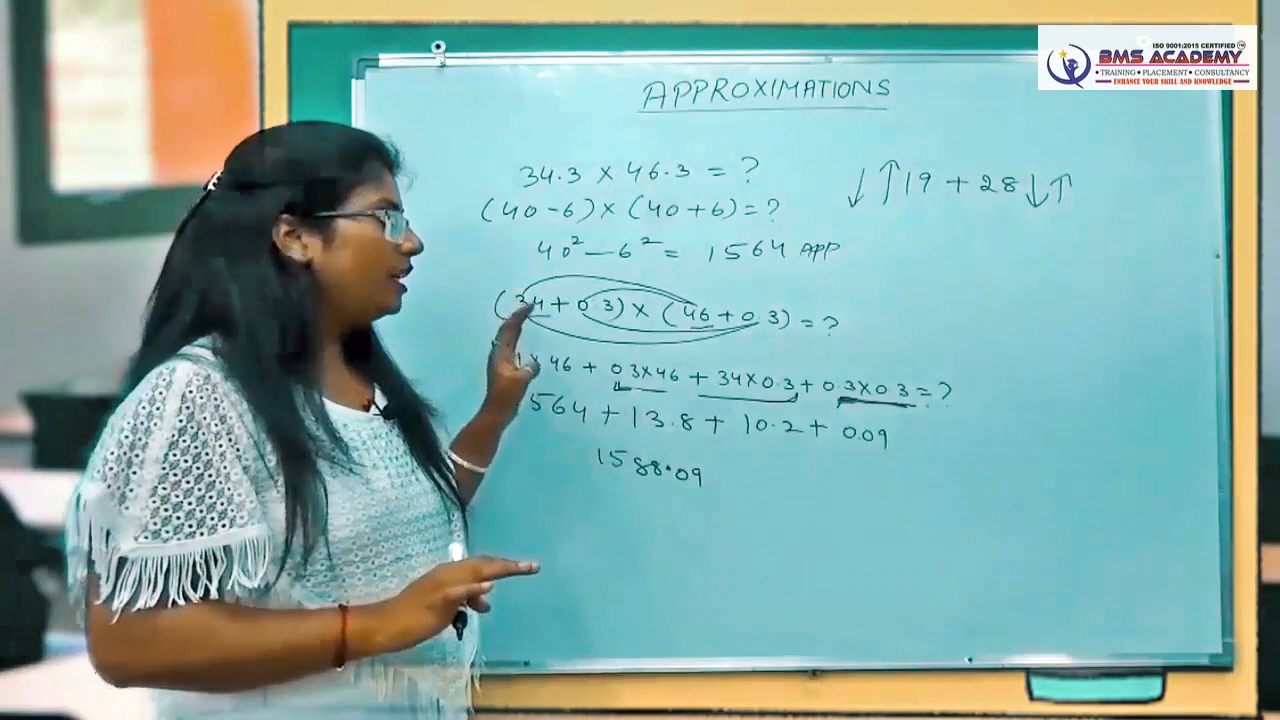 ISO 9001:2015 CERTIFIED
BMS ACADEMY
• TRAINING • PLACEMENT • CONSULTANCY
ENHANCE YOUR SKILL AND KNOWLEDGE
APPROXIMATIONS
34.3 × 46.3 = ?
↓ ↑ 19 + 28 ↓ ↑
(40-6) × (40+6) = ?
40² - 6² = 1564 APP
(34 + 0.3) × (46 + 0.3) = ?
× 46 + 0.3×46 + 34×0.3 + 0.3×0.3 = ?
564 + 13.8 + 10.2 + 0.09
1588.09